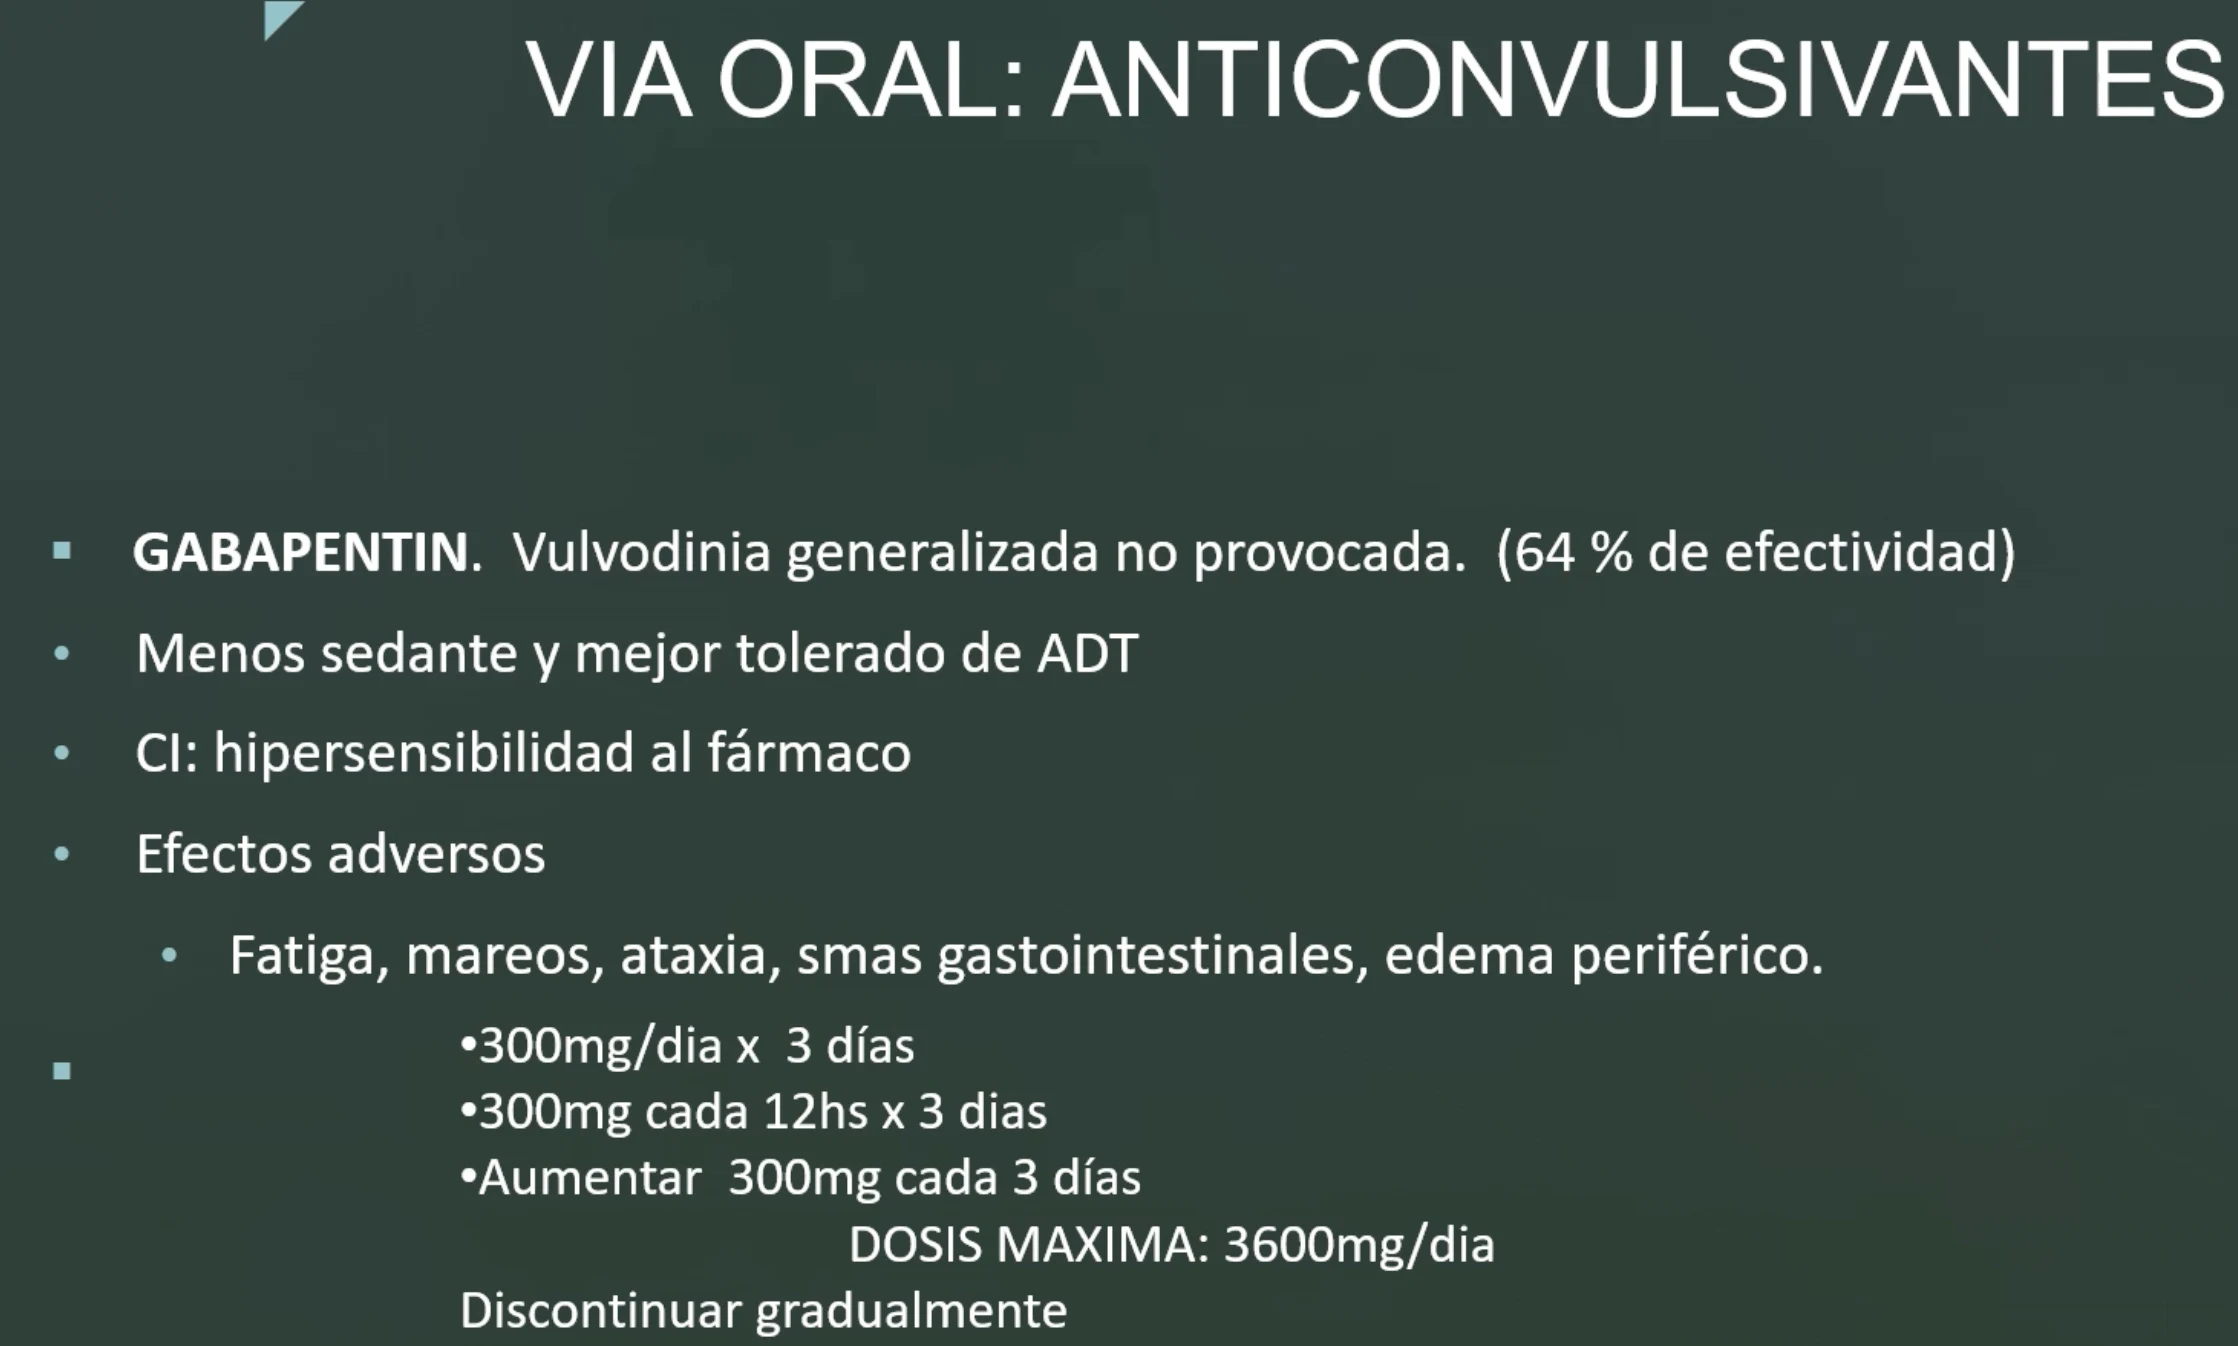 VIA ORAL: ANTICONVULSIVANTES
GABAPENTIN. Vulvodinia generalizada no provocada. (64 % de efectividad)
Menos sedante y mejor tolerado de ADT
CI: hipersensibilidad al fármaco
Efectos adversos
Fatiga, mareos, ataxia, smas gastointestinales, edema periférico.
•300mg/dia x 3 días
•300mg cada 12hs x 3 dias
•Aumentar 300mg cada 3 días
DOSIS MAXIMA: 3600mg/dia
Discontinuar gradualmente